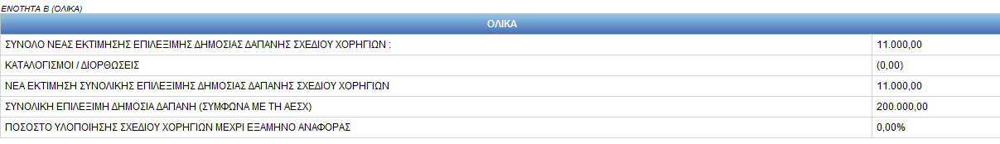 ΕΝΟΤΗΤΑ Β (ΟΛΙΚΑ)
ΟΛΙΚΑ
ΣΥΝΟΛΟ ΝΕΑΣ ΕΚΤΙΜΗΣΗΣ ΕΠΙΛΕΞΙΜΗΣ ΔΗΜΟΣΙΑΣ ΔΑΠΑΝΗΣ ΣΧΕΔΙΟΥ ΧΟΡΗΓΙΩΝ : 11.000,00
ΚΑΤΑΛΟΓΙΣΜΟΙ / ΔΙΟΡΘΩΣΕΙΣ (0,00)
ΝΕΑ ΕΚΤΙΜΗΣΗ ΣΥΝΟΛΙΚΗΣ ΕΠΙΛΕΞΙΜΗΣ ΔΗΜΟΣΙΑΣ ΔΑΠΑΝΗΣ ΣΧΕΔΙΟΥ ΧΟΡΗΓΙΩΝ 11.000,00
ΣΥΝΟΛΙΚΗ ΕΠΙΛΕΞΙΜΗ ΔΗΜΟΣΙΑ ΔΑΠΑΝΗ (ΣΥΜΦΩΝΑ ΜΕ ΤΗ ΑΕΣΧ) 200.000,00
ΠΟΣΟΣΤΟ ΥΛΟΠΟΙΗΣΗΣ ΣΧΕΔΙΟΥ ΧΟΡΗΓΙΩΝ ΜΕΧΡΙ ΕΞΑΜΗΝΟ ΑΝΑΦΟΡΑΣ 0,00%